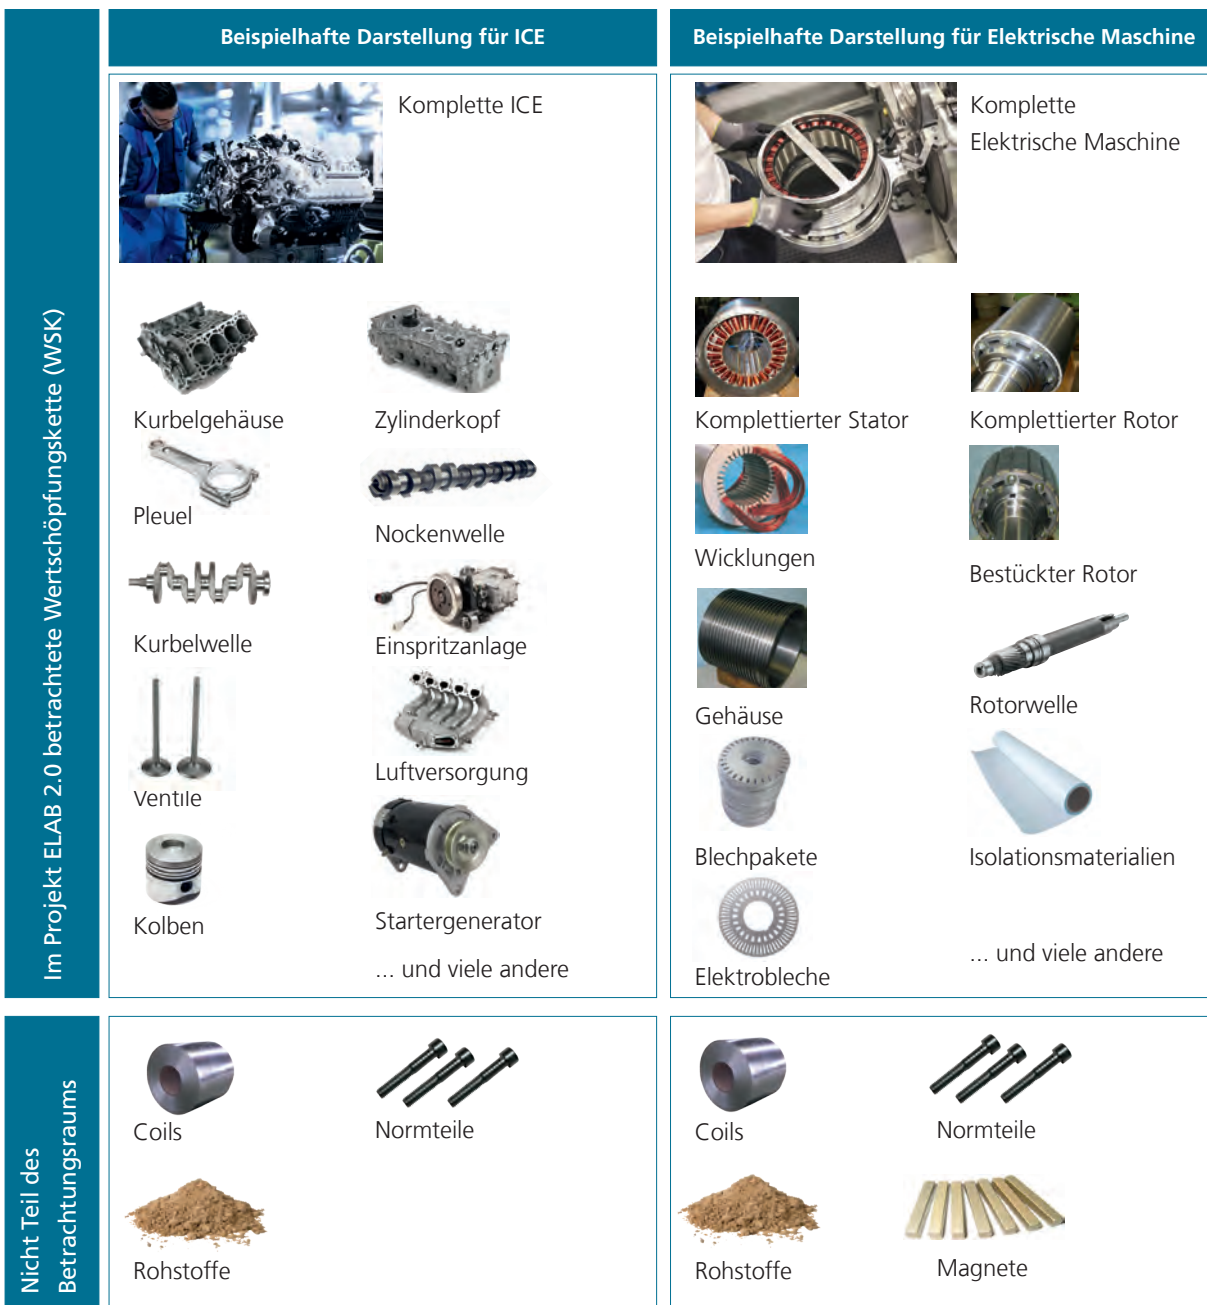 Beispielhafte Darstellung für ICE
Beispielhafte Darstellung für Elektrische Maschine
Im Projekt ELAB 2.0 betrachtete Wertschöpfungskette (WSK)
Komplette ICE
Kurbelgehäuse
Zylinderkopf
Pleuel
Nockenwelle
Kurbelwelle
Einspritzanlage
Ventile
Luftversorgung
Kolben
Startergenerator
... und viele andere
Komplette
Elektrische Maschine
Komplettierter Stator
Komplettierter Rotor
Wicklungen
Bestückter Rotor
Gehäuse
Rotorwelle
Blechpakete
Isolationsmaterialien
Elektrobleche
... und viele andere
Nicht Teil des
Betrachtungsraums
Coils
Normteile
Rohstoffe
Coils
Normteile
Rohstoffe
Magnete